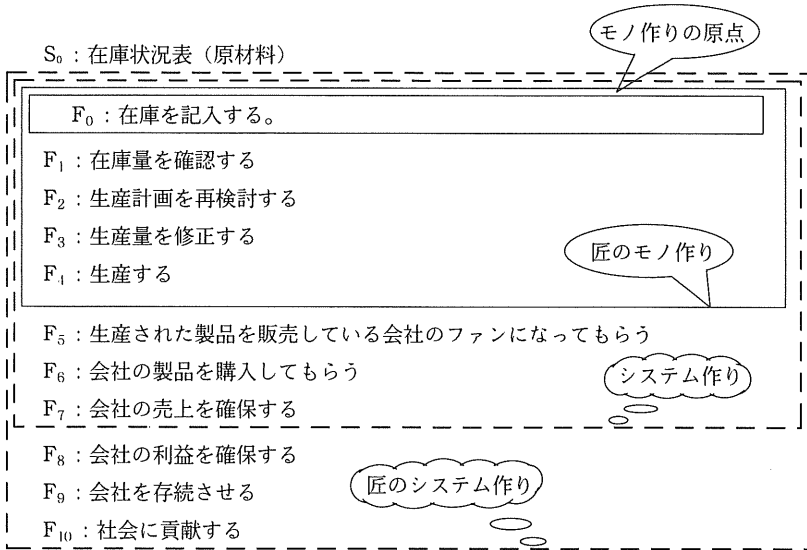 モノ作りの原点
S₀：在庫状況表（原材料）
F₀：在庫を記入する。
F₁：在庫量を確認する
F₂：生産計画を再検討する
F₃：生産量を修正する
匠のモノ作り
F₄：生産する
F₅：生産された製品を販売している会社のファンになってもらう
F₆：会社の製品を購入してもらう
システム作り
F₇：会社の売上を確保する
F₈：会社の利益を確保する
匠のシステム作り
F₉：会社を存続させる
F₁₀：社会に貢献する